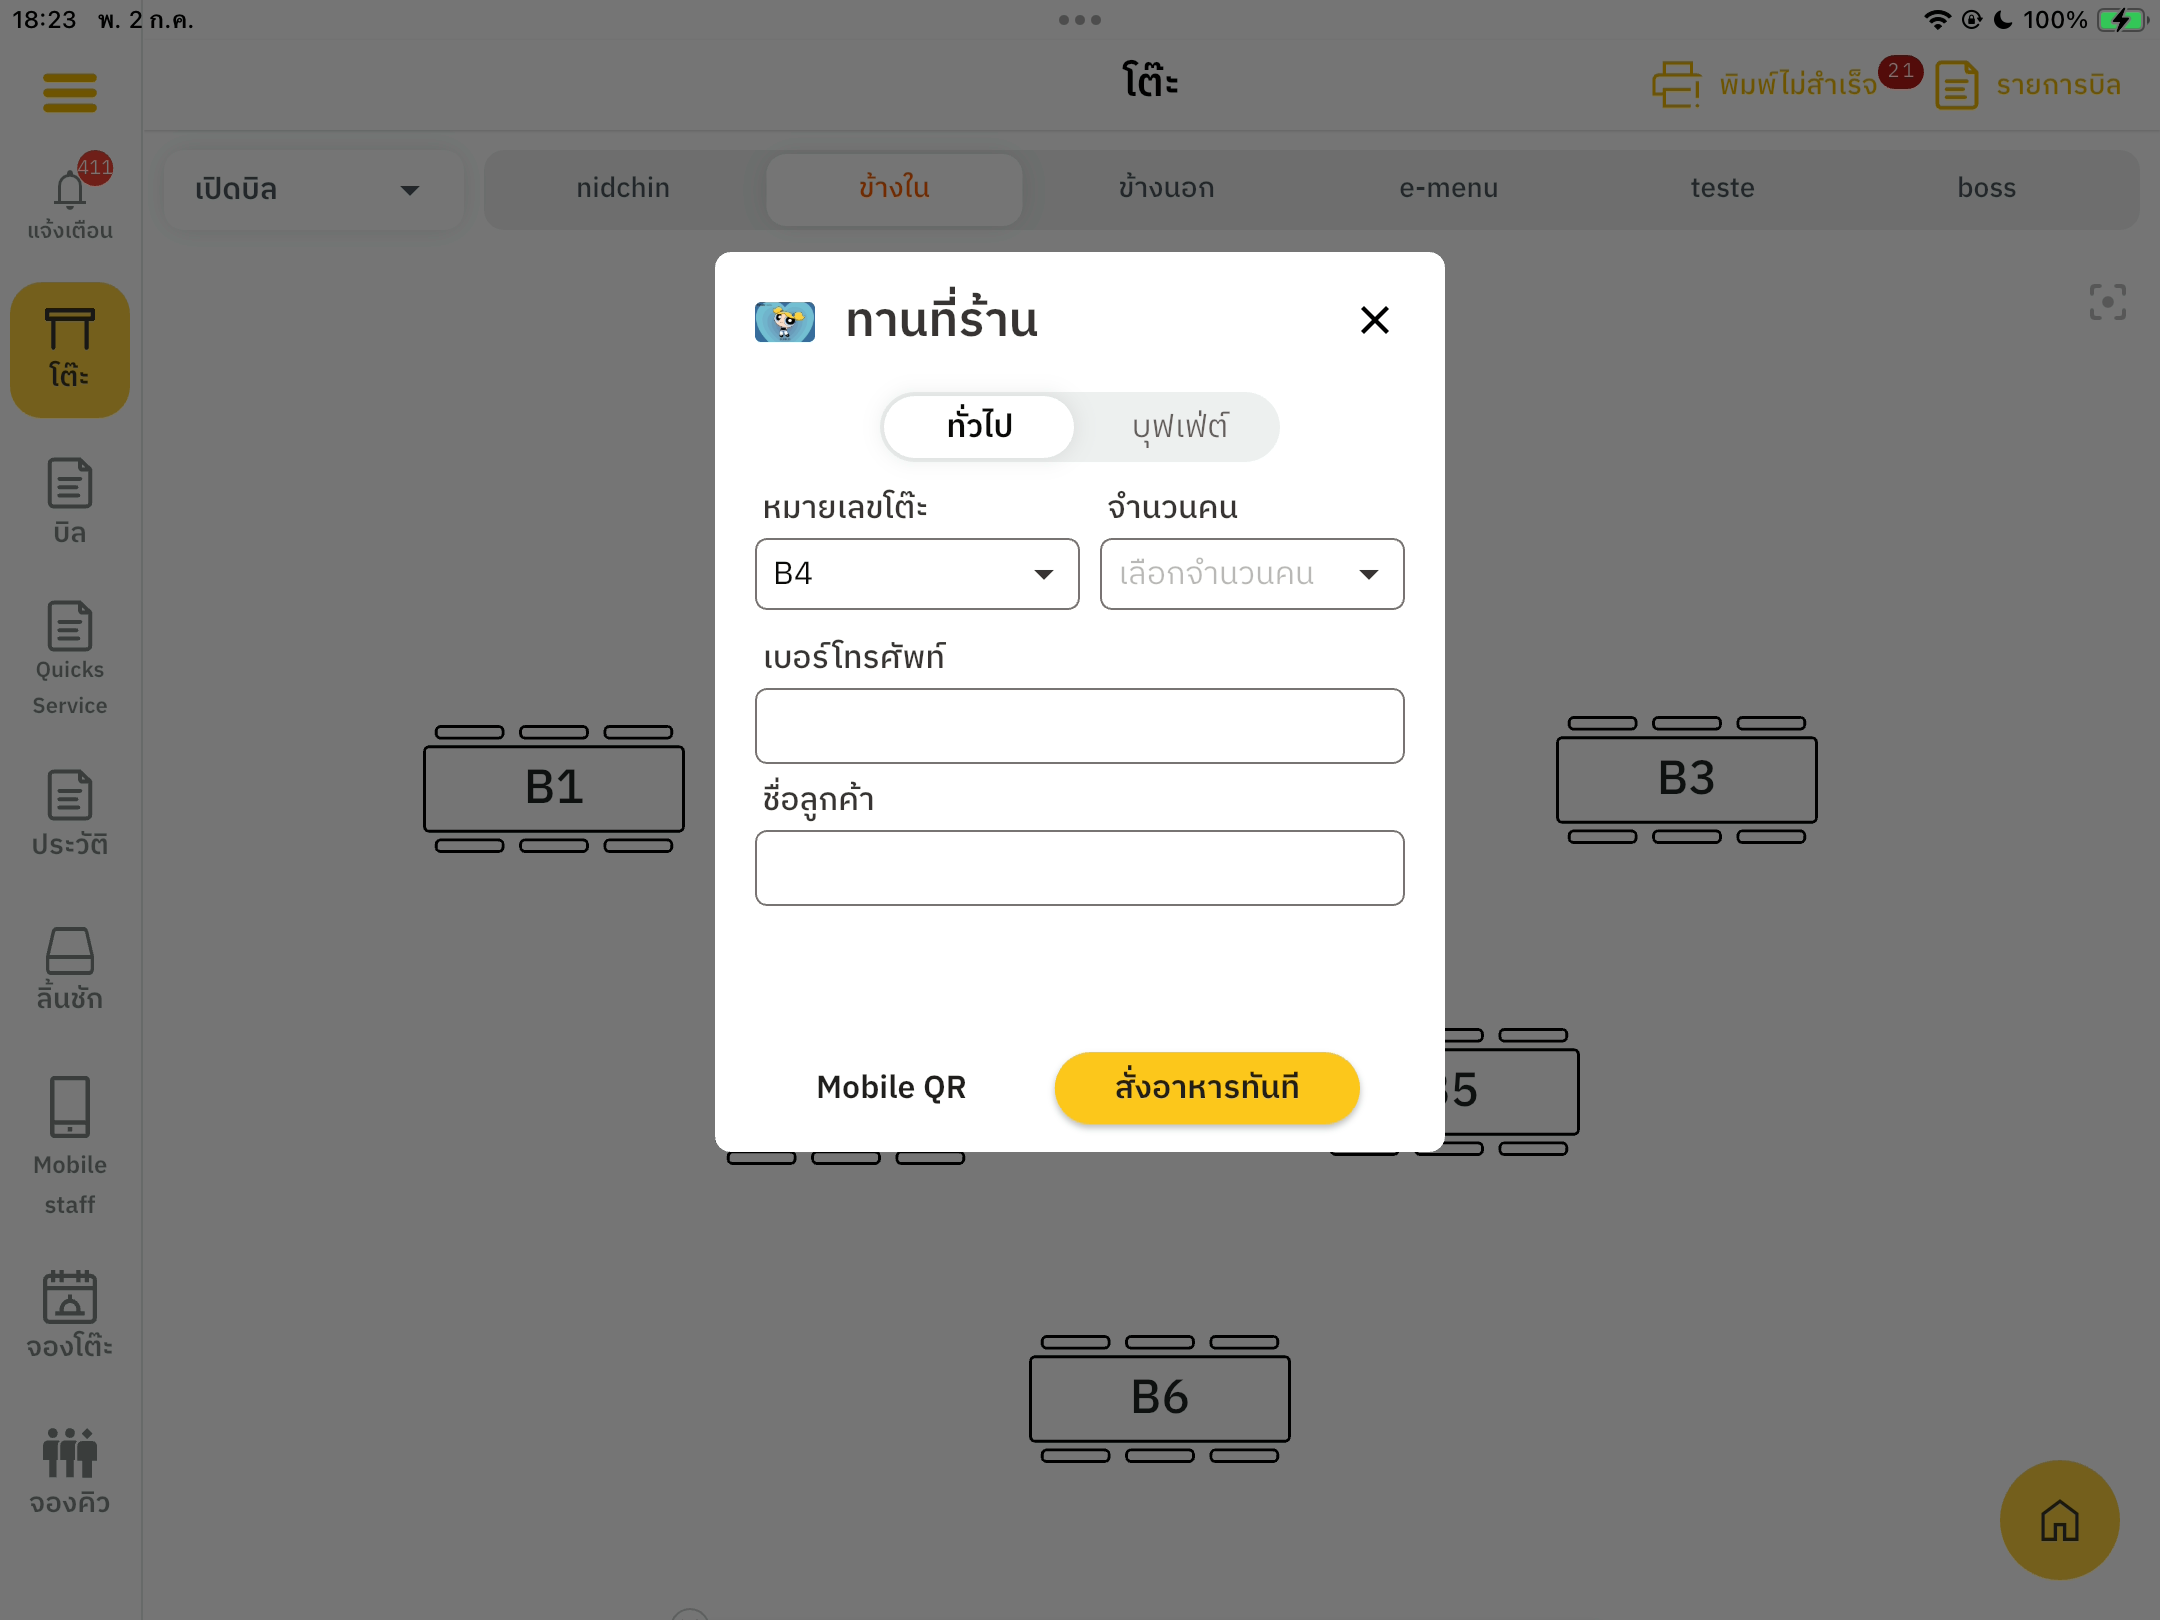 18:23 พ. 2 ก.ค.
100%
โต๊ะ
พิมพ์ไม่สำเร็จ
21
รายการบิล
411
แจ้งเตือน
เปิดบิล
nidchin
ข้างใน
ข้างนอก
e-menu
teste
boss
โต๊ะ
บิล
Quicks
Service
ประวัติ
ลิ้นชัก
Mobile
staff
จองโต๊ะ
จองคิว
ทานที่ร้าน
ทั่วไป
บุฟเฟ่ต์
หมายเลขโต๊ะ
จำนวนคน
B4
เลือกจำนวนคน
เบอร์โทรศัพท์
ชื่อลูกค้า
Mobile QR
สั่งอาหารทันที
B1
B3
B5
B6